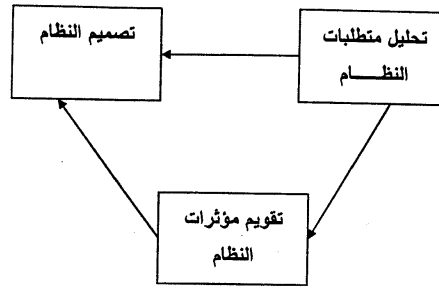 تحليل متطلبات
النظـــــام
تصميم النظام
تقويم مؤثرات
النظام